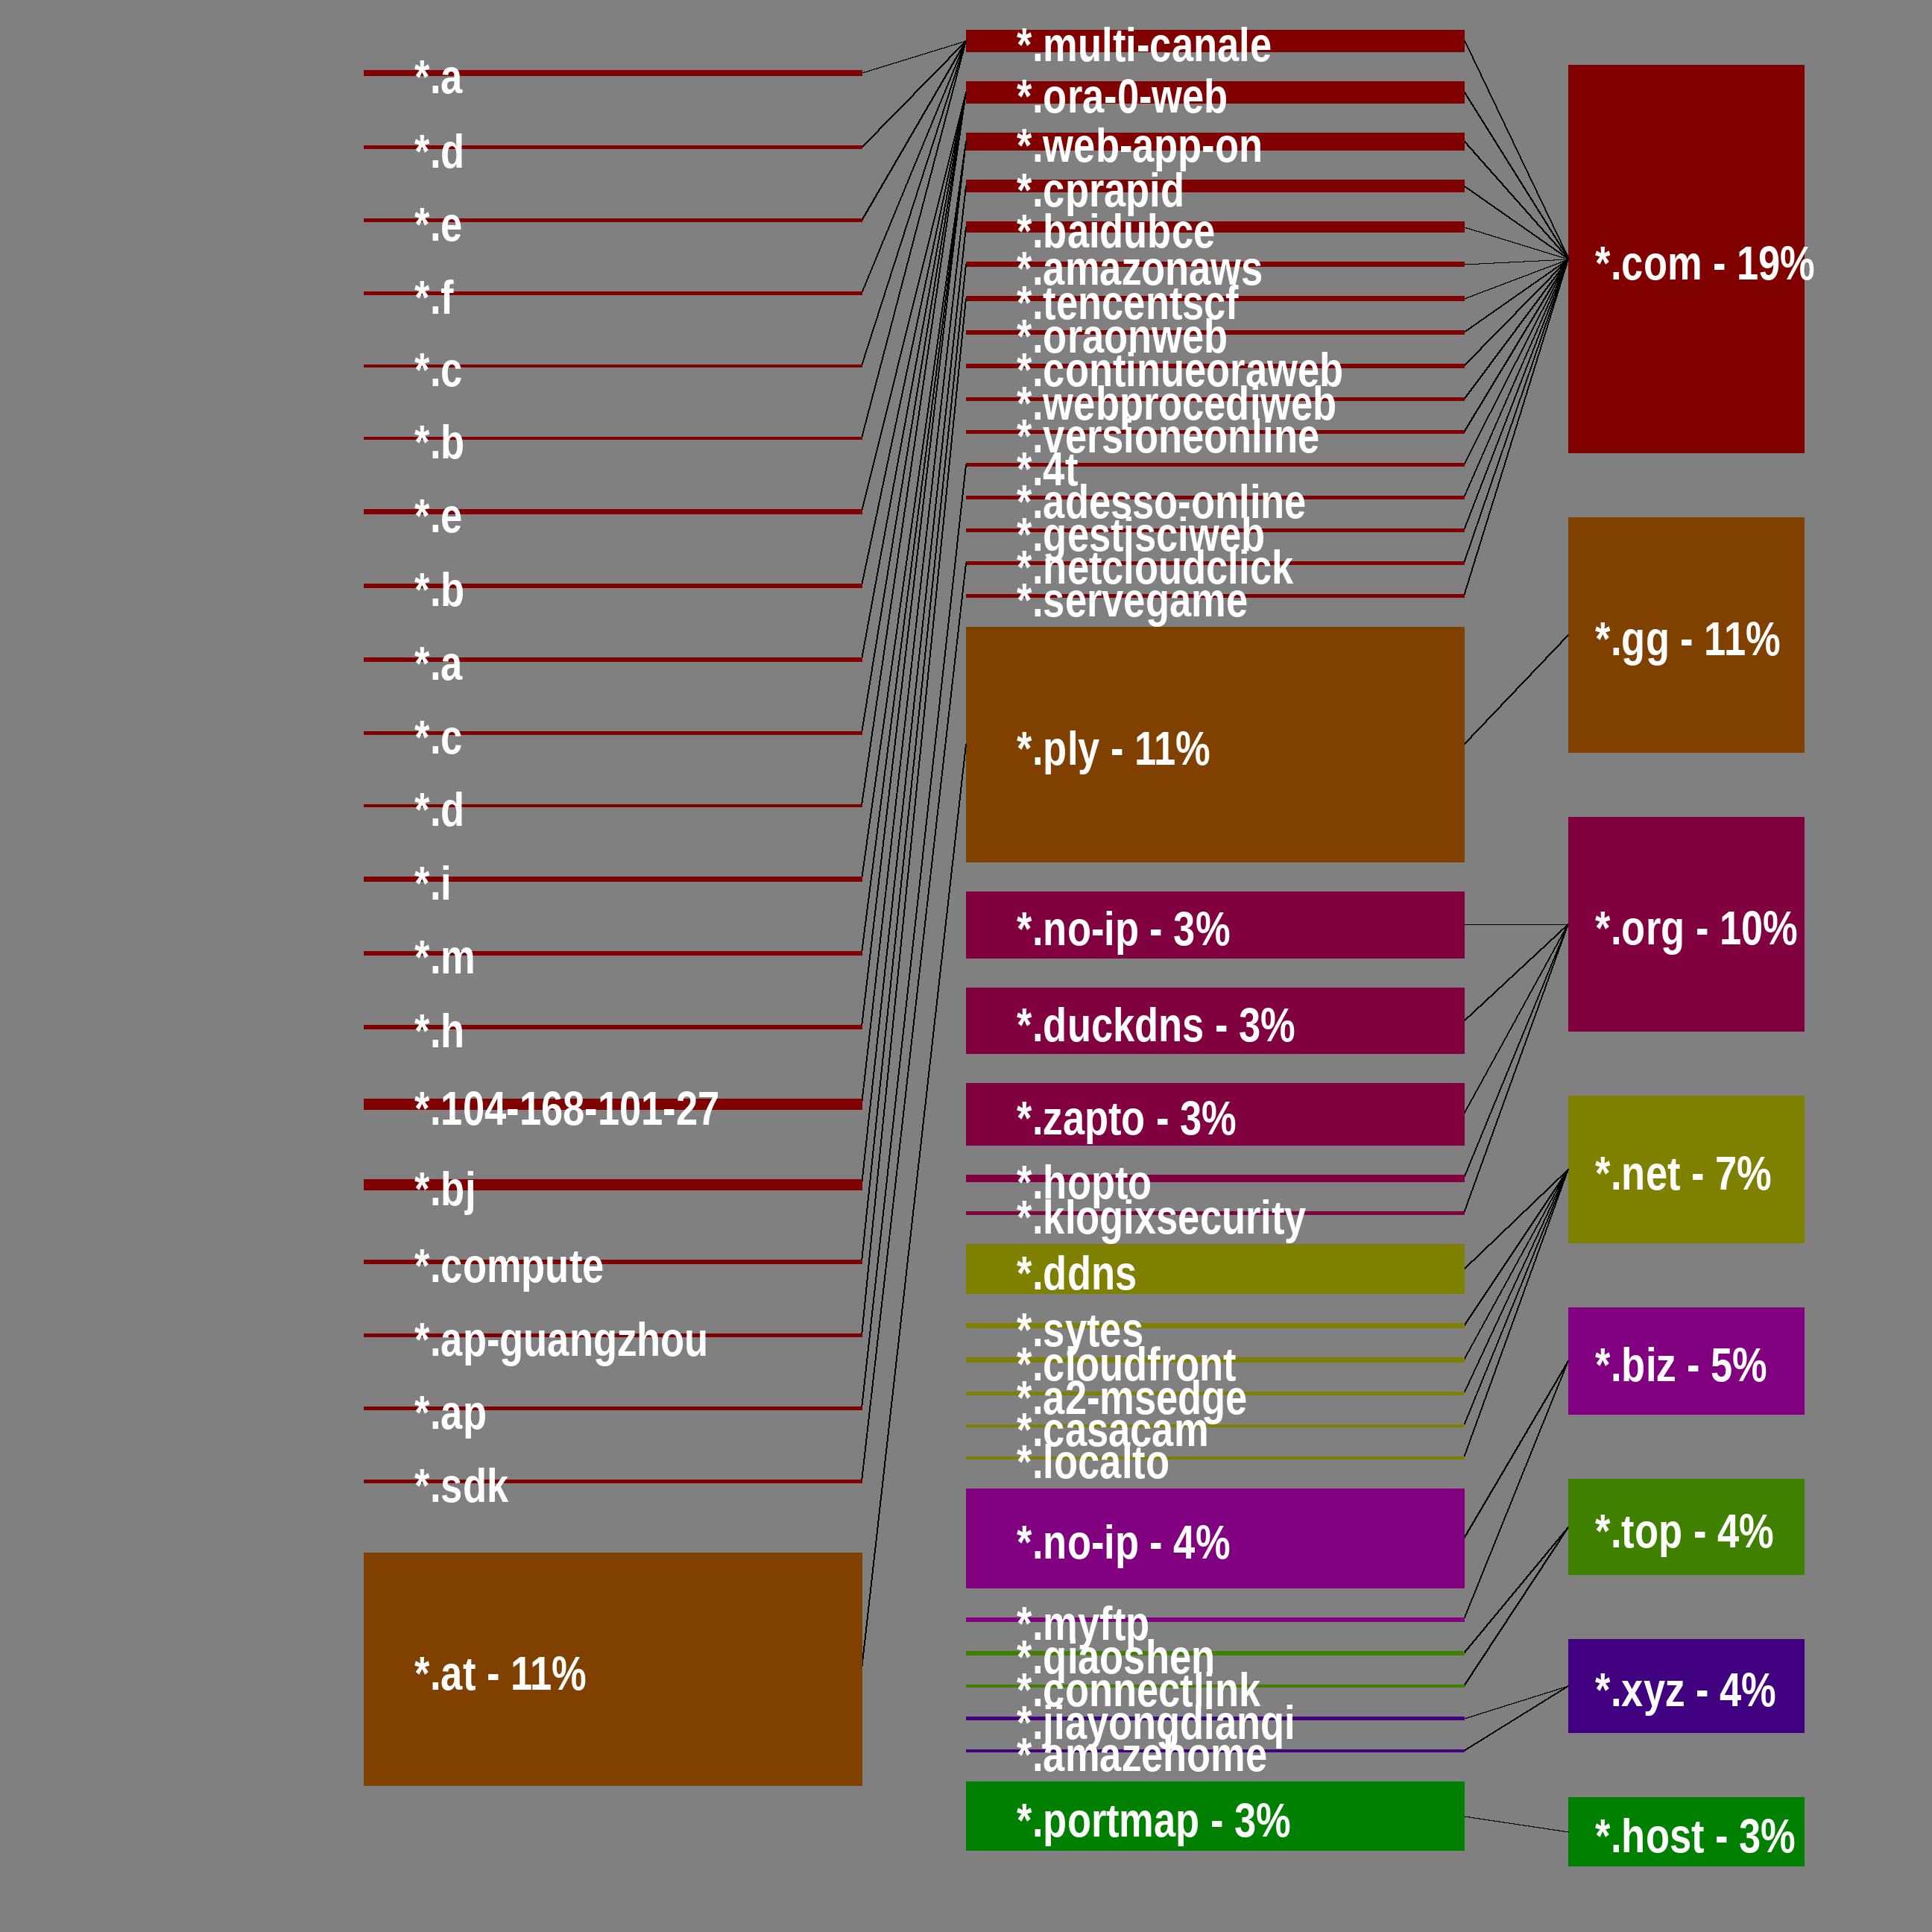 *.a
*.d
*.e
*.f
*.c
*.b
*.e
*.b
*.a
*.c
*.d
*.i
*.m
*.h
*.104-168-101-27
*.bj
*.compute
*.ap-guangzhou
*.ap
*.sdk
*.at - 11%
*.multi-canale
*.ora-0-web
*.web-app-on
*.cprapid
*.baidubce
*.amazonaws
*.tencentscf
*.oraonweb
*.continueoraweb
*.webprocediweb
*.versioneonline
*.4t
*.adesso-online
*.gestisciweb
*.netcloudclick
*.servegame
*.ply - 11%
*.no-ip - 3%
*.duckdns - 3%
*.zapto - 3%
*.hopto
*.klogixsecurity
*.ddns
*.sytes
*.cloudfront
*.a2-msedge
*.casacam
*.localto
*.no-ip - 4%
*.myftp
*.qiaoshen
*.connectlink
*.jiayongdianqi
*.amazehome
*.portmap - 3%
*.com - 19%
*.gg - 11%
*.org - 10%
*.net - 7%
*.biz - 5%
*.top - 4%
*.xyz - 4%
*.host - 3%